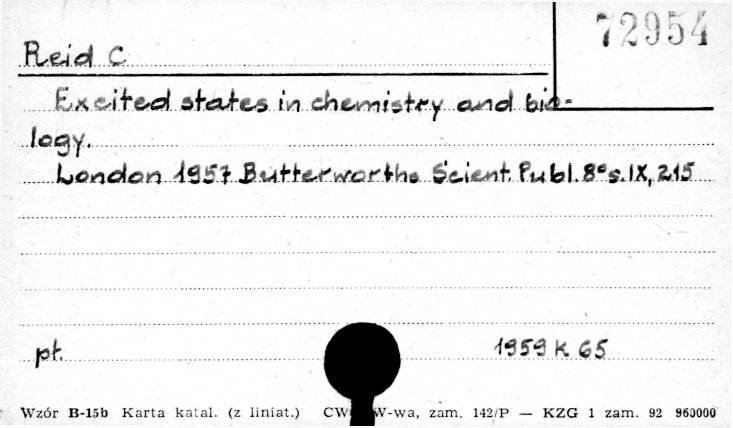 72954
Reid C
Excited states in chemistry and bio-
logy.
London 1957 Butterworths Scient. Publ. 8° s. IX, 215
pt.
1959 K 65
Wzór B-15b Karta katal. (z liniat.) CW W-wa, zam. 142/P — KZG 1 zam. 92 960000